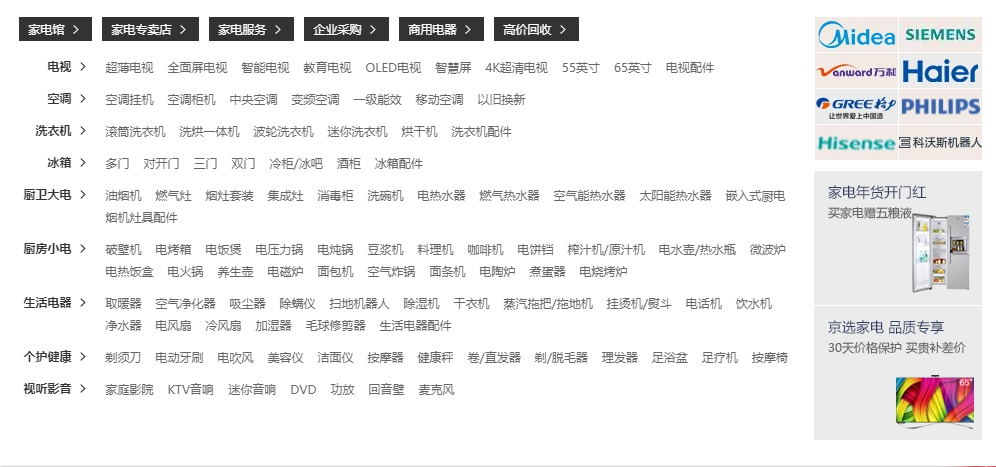 家电馆 > 家电专卖店 > 家电服务 > 企业采购 > 商用电器 > 高价回收 >
电视 > 超薄电视 全面屏电视 智能电视 教育电视 OLED电视 智慧屏 4K超清电视 55英寸 65英寸 电视配件
空调 > 空调挂机 空调柜机 中央空调 变频空调 一级能效 移动空调 以旧换新
洗衣机 > 滚筒洗衣机 洗烘一体机 波轮洗衣机 迷你洗衣机 烘干机 洗衣机配件
冰箱 > 多门 对开门 三门 双门 冷柜/冰吧 酒柜 冰箱配件
厨卫大电 > 油烟机 燃气灶 烟灶套装 集成灶 消毒柜 洗碗机 电热水器 燃气热水器 空气能热水器 太阳能热水器 嵌入式厨电
烟机灶具配件
厨房小电 > 破壁机 电烤箱 电饭煲 电压力锅 电炖锅 豆浆机 料理机 咖啡机 电饼铛 榨汁机/原汁机 电水壶/热水瓶 微波炉
电热饭盒 电火锅 养生壶 电磁炉 面包机 空气炸锅 面条机 电陶炉 煮蛋器 电烧烤炉
生活电器 > 取暖器 空气净化器 吸尘器 除螨仪 扫地机器人 除湿机 干衣机 蒸汽拖把/拖地机 挂烫机/熨斗 电话机 饮水机
净水器 电风扇 冷风扇 加湿器 毛球修剪器 生活电器配件
个护健康 > 剃须刀 电动牙刷 电吹风 美容仪 洁面仪 按摩器 健康秤 卷/直发器 剃/脱毛器 理发器 足浴盆 足疗机 按摩椅
视听影音 > 家庭影院 KTV音响 迷你音响 DVD 功放 回音壁 麦克风
Midea SIEMENS
Vanward万和 Haier
GREE格力 PHILIPS
让世界爱上中国造
Hisense 科沃斯机器人
家电年货开门红
买家电赠五粮液
京选家电 品质专享
30天价格保护 买贵补差价
65"